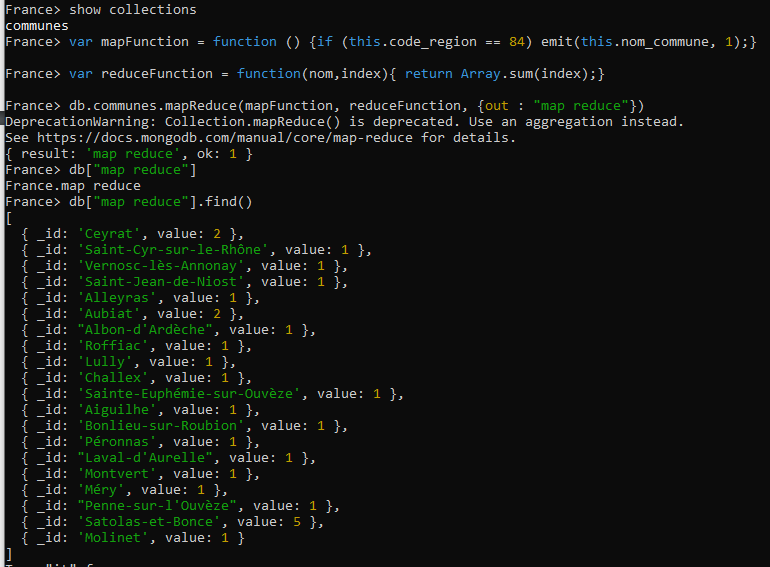 France> show collections
communes
France> var mapFunction = function () {if (this.code_region == 84) emit(this.nom_commune, 1);}
France> var reduceFunction = function(nom,index){ return Array.sum(index);}
France> db.communes.mapReduce(mapFunction, reduceFunction, {out : "map reduce"})
DeprecationWarning: Collection.mapReduce() is deprecated. Use an aggregation instead.
See https://docs.mongodb.com/manual/core/map-reduce for details.
{ result: 'map reduce', ok: 1 }
France> db["map reduce"]
France.map reduce
France> db["map reduce"].find()
[
{ _id: 'Ceyrat', value: 2 },
{ _id: 'Saint-Cyr-sur-le-Rhône', value: 1 },
{ _id: 'Vernosc-lès-Annonay', value: 1 },
{ _id: 'Saint-Jean-de-Niost', value: 1 },
{ _id: 'Alleyras', value: 1 },
{ _id: 'Aubiat', value: 2 },
{ _id: "Albon-d'Ardèche", value: 1 },
{ _id: 'Roffiac', value: 1 },
{ _id: 'Lully', value: 1 },
{ _id: 'Challex', value: 1 },
{ _id: 'Sainte-Euphémie-sur-Ouvèze', value: 1 },
{ _id: 'Aiguilhe', value: 1 },
{ _id: 'Bonlieu-sur-Roubion', value: 1 },
{ _id: 'Péronnas', value: 1 },
{ _id: "Laval-d'Aurelle", value: 1 },
{ _id: 'Montvert', value: 1 },
{ _id: 'Méry', value: 1 },
{ _id: "Penne-sur-l'Ouvèze", value: 1 },
{ _id: 'Satolas-et-Bonce', value: 5 },
{ _id: 'Molinet', value: 1 }
]